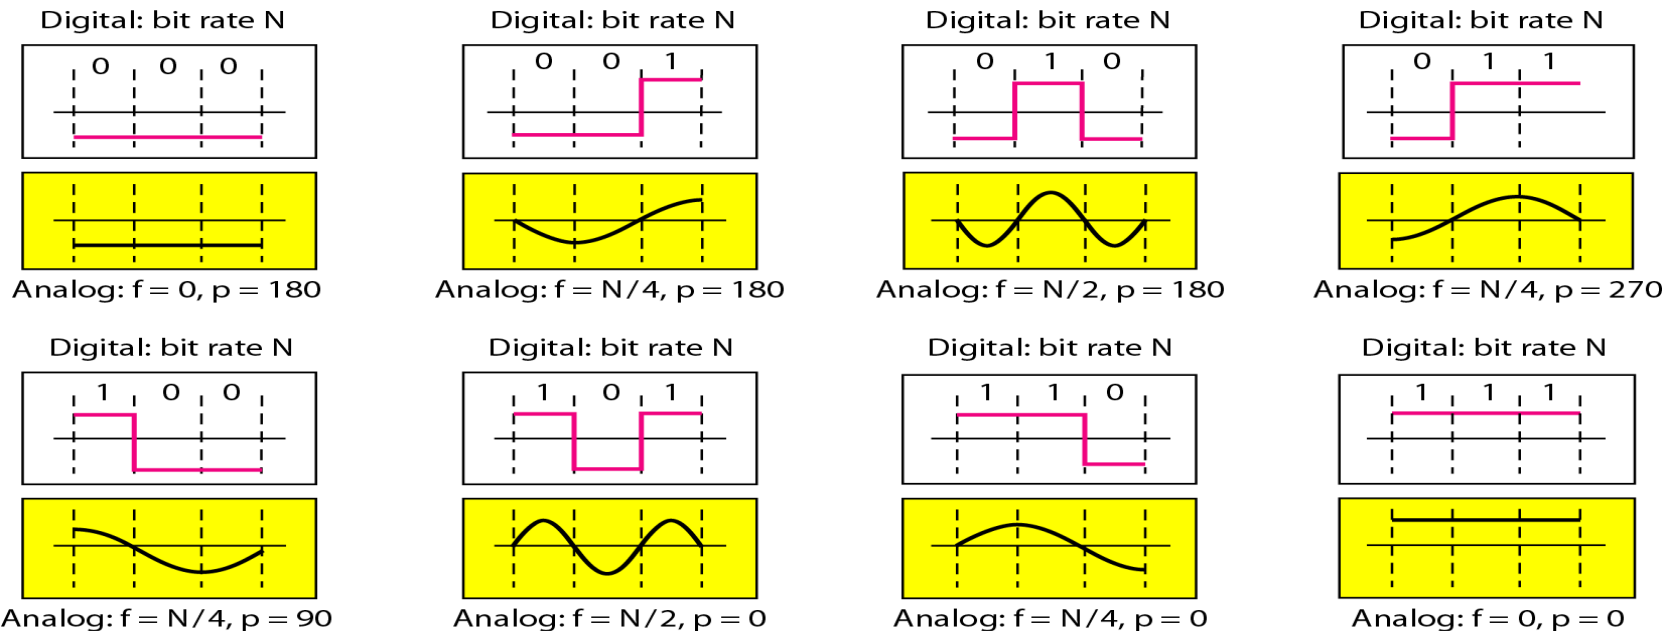 Digital: bit rate N
0 0 0
Analog: f = 0, p = 180
Digital: bit rate N
0 0 1
Analog: f = N/4, p = 180
Digital: bit rate N
0 1 0
Analog: f = N/2, p = 180
Digital: bit rate N
0 1 1
Analog: f = N/4, p = 270
Digital: bit rate N
1 0 0
Analog: f = N/4, p = 90
Digital: bit rate N
1 0 1
Analog: f = N/2, p = 0
Digital: bit rate N
1 1 0
Analog: f = N/4, p = 0
Digital: bit rate N
1 1 1
Analog: f = 0, p = 0